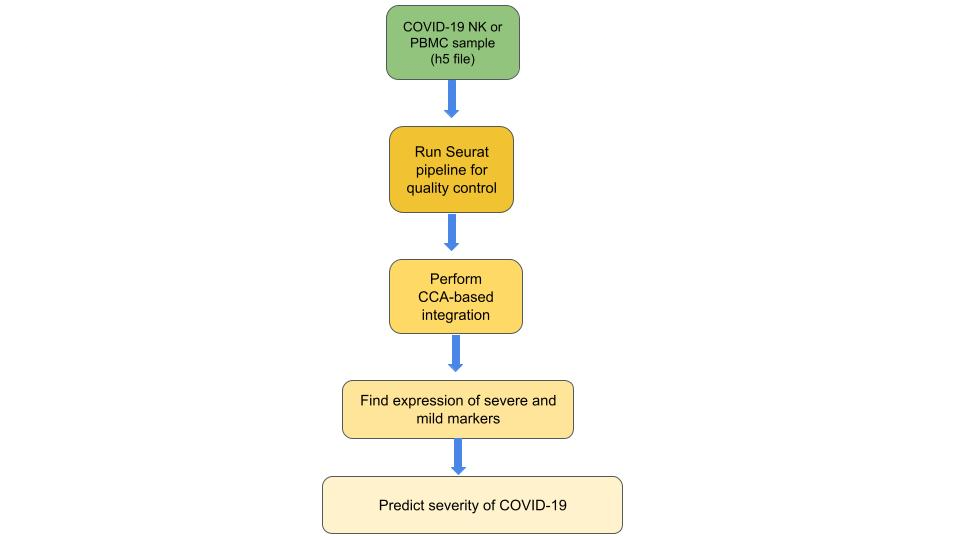 COVID-19 NK or
PBMC sample
(h5 file)
Run Seurat
pipeline for
quality control
Perform
CCA-based
integration
Find expression of severe and
mild markers
Predict severity of COVID-19